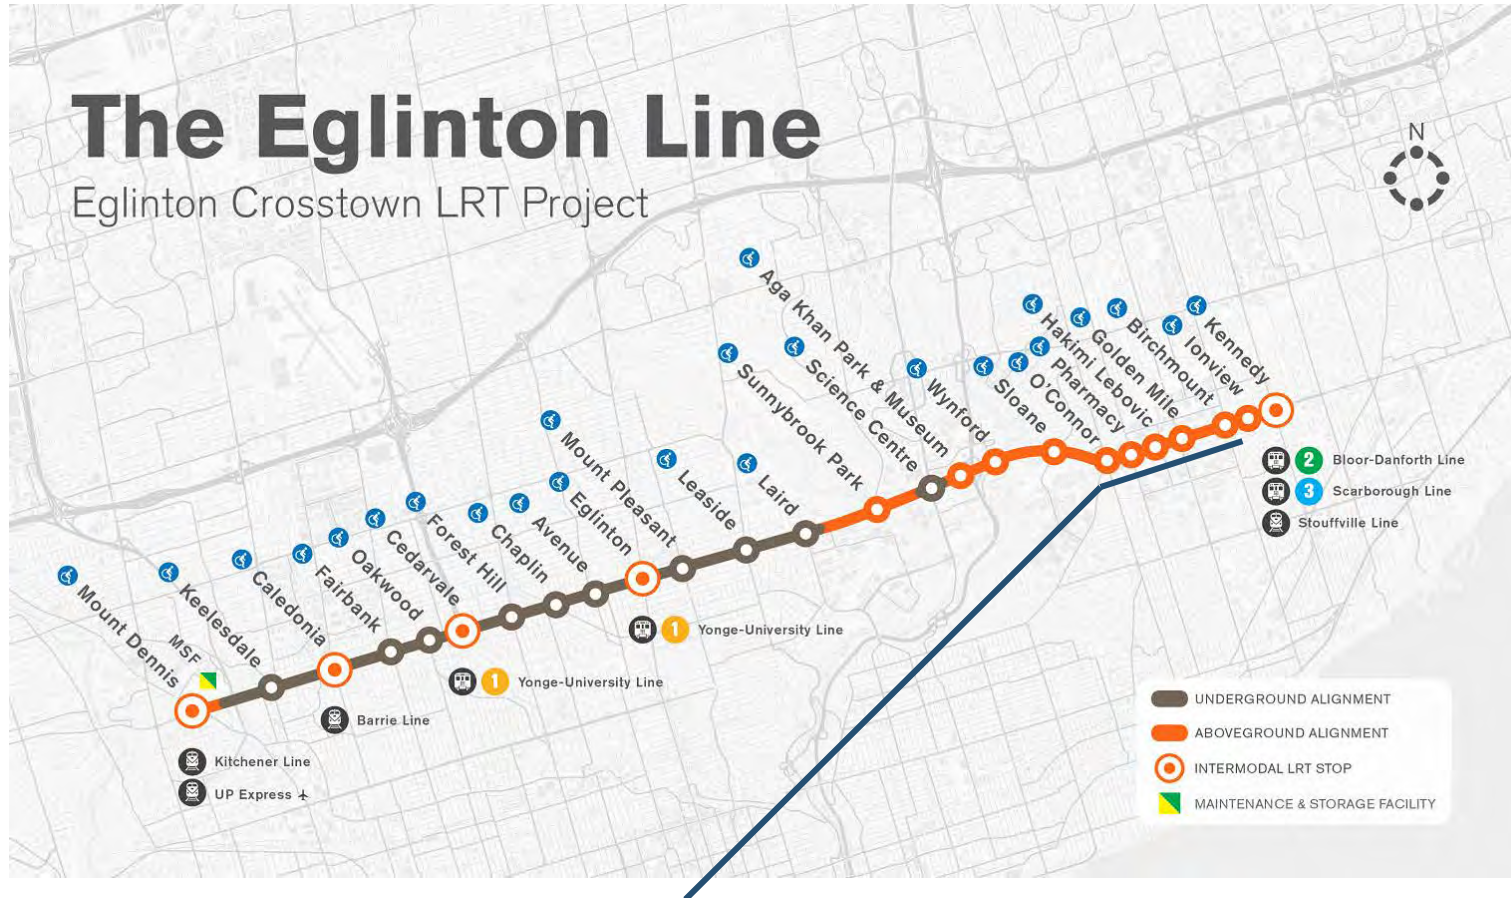 The Eglinton Line
Eglinton Crosstown LRT Project
N
Mount Dennis
MSF
Keelesdale
Caledonia
Fairbank
Oakwood
Cedarvale
Forest Hill
Chaplin
Avenue
Eglinton
Mount Pleasant
Leaside
Laird
Sunnybrook Park
Science Centre
Aga Khan Park & Museum
Wynford
Sloane
O'Connor
Pharmacy
Hakimi Lebovic
Golden Mile
Birchmount
Ionview
Kennedy
2 Bloor-Danforth Line
3 Scarborough Line
Stouffville Line
1 Yonge-University Line
1 Yonge-University Line
Barrie Line
Kitchener Line
UP Express
UNDERGROUND ALIGNMENT
ABOVEGROUND ALIGNMENT
INTERMODAL LRT STOP
MAINTENANCE & STORAGE FACILITY